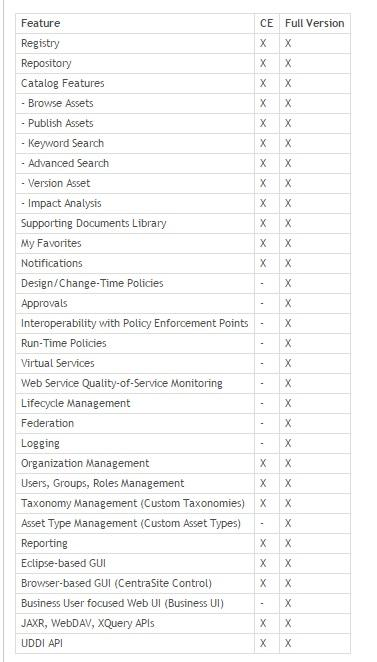 Feature CE Full Version
Registry X X
Repository X X
Catalog Features X X
- Browse Assets X X
- Publish Assets X X
- Keyword Search X X
- Advanced Search X X
- Version Asset X X
- Impact Analysis X X
Supporting Documents Library X X
My Favorites X X
Notifications X X
Design/Change-Time Policies - X
Approvals - X
Interoperability with Policy Enforcement Points - X
Run-Time Policies - X
Virtual Services - X
Web Service Quality-of-Service Monitoring - X
Lifecycle Management - X
Federation - X
Logging - X
Organization Management X X
Users, Groups, Roles Management X X
Taxonomy Management (Custom Taxonomies) X X
Asset Type Management (Custom Asset Types) - X
Reporting X X
Eclipse-based GUI X X
Browser-based GUI (CentraSite Control) X X
Business User focused Web UI (Business UI) - X
JAXR, WebDAV, XQuery APIs X X
UDDI API X X